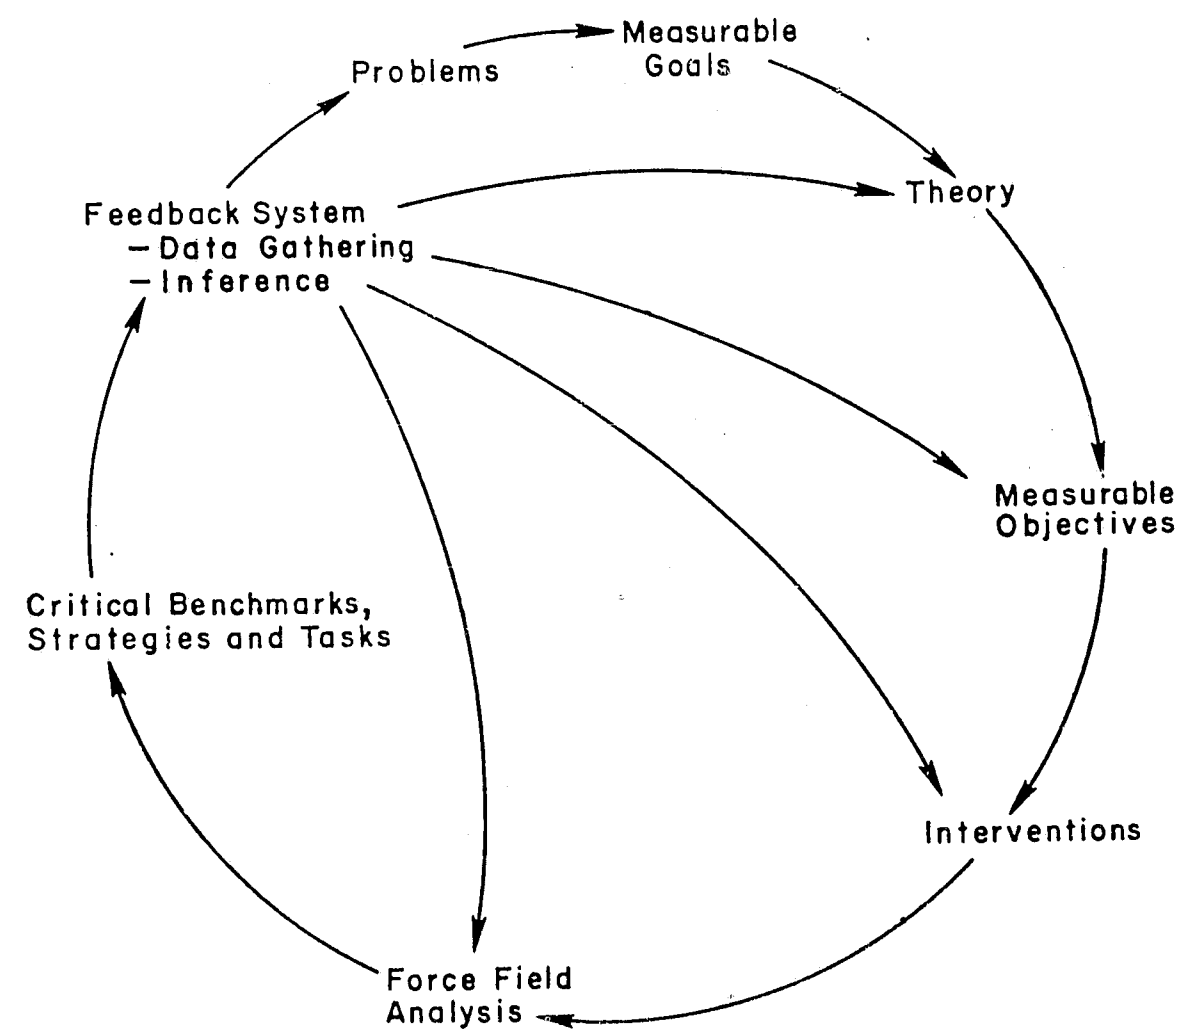 Measurable
Goals
Problems
Theory
Feedback System
– Data Gathering
– Inference
Measurable
Objectives
Critical Benchmarks,
Strategies and Tasks
Interventions
Force Field
Analysis